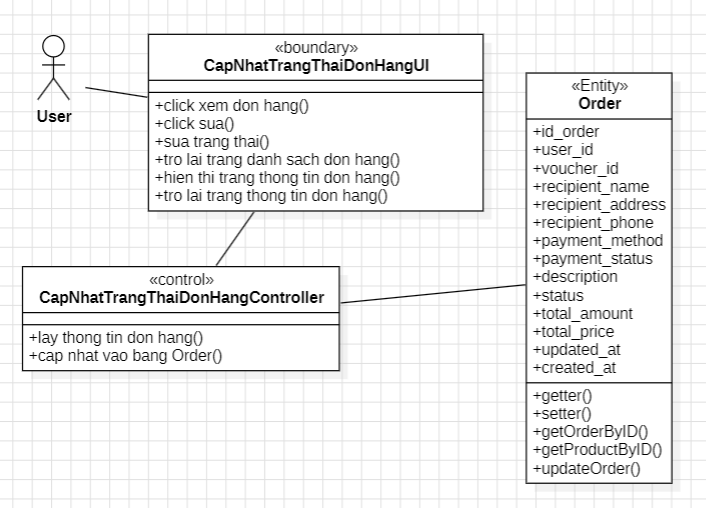 User
«boundary»
CapNhatTrangThaiDonHangUI
+click xem don hang()
+click sua()
+sua trang thai()
+tro lai trang danh sach don hang()
+hien thi trang thong tin don hang()
+tro lai trang thong tin don hang()
«control»
CapNhatTrangThaiDonHangController
+lay thong tin don hang()
+cap nhat vao bang Order()
«Entity»
Order
+id_order
+user_id
+voucher_id
+recipient_name
+recipient_address
+recipient_phone
+payment_method
+payment_status
+description
+status
+total_amount
+total_price
+updated_at
+created_at
+getter()
+setter()
+getOrderByID()
+getProductByID()
+updateOrder()